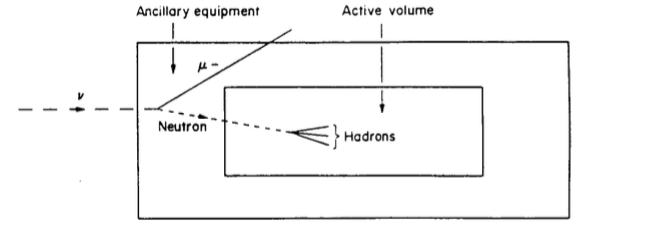 Ancillary equipment
Active volume
μ-
ν
Neutron
Hadrons